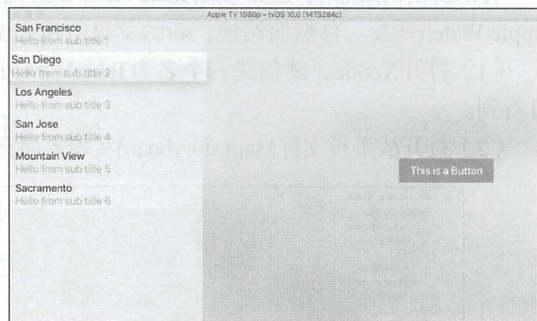 Apple TV 1080p – tvOS 10.0 (14T5284c)
San Francisco
Hello from sub title 1
San Diego
Hello from sub title 2
Los Angeles
Hello from sub title 3
San Jose
Hello from sub title 4
Mountain View
Hello from sub title 5
Sacramento
Hello from sub title 6
This is a Button